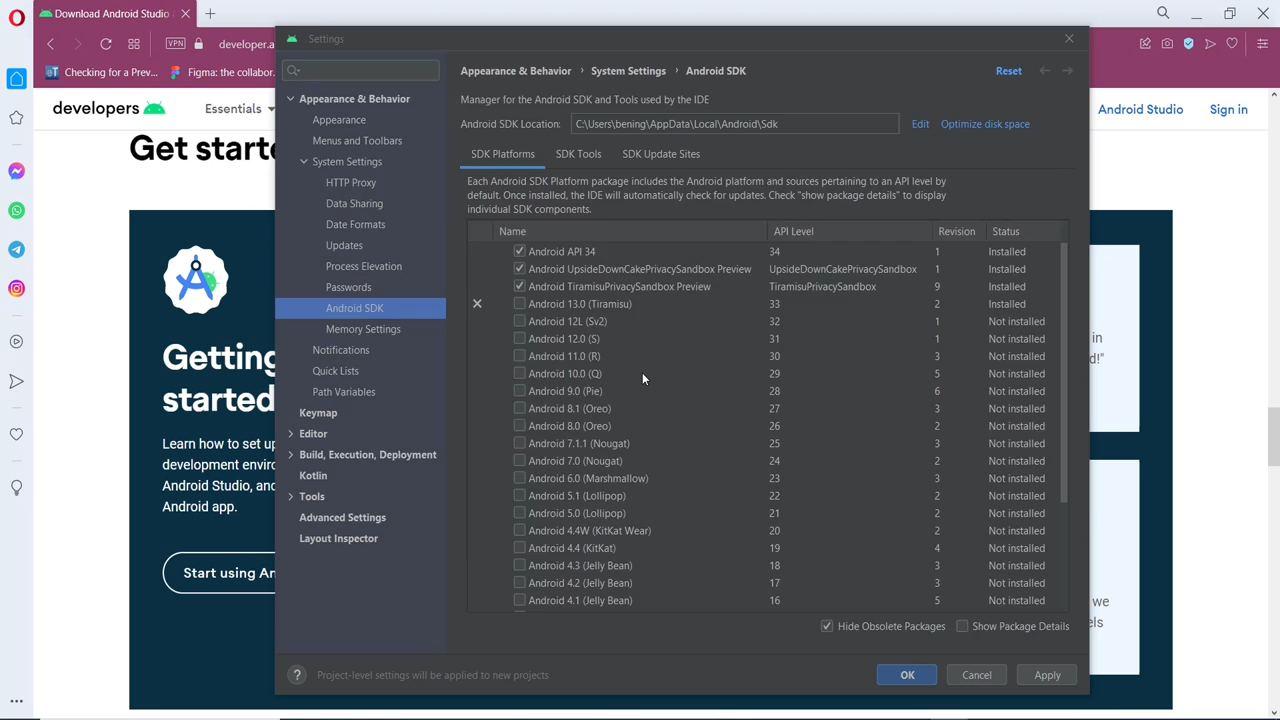 Download Android Studio
VPN
developer.a
Checking for a Prev...
Figma: the collabor.
developers
Essentials
Android Studio
Sign in
Get starte
Getting
started
Learn how to set up
development enviro
Android Studio, and
Android app.
Start using An
in
d!"
we
els
Settings
Appearance & Behavior
Appearance
Menus and Toolbars
System Settings
HTTP Proxy
Data Sharing
Date Formats
Updates
Process Elevation
Passwords
Android SDK
Memory Settings
Notifications
Quick Lists
Path Variables
Keymap
Editor
Build, Execution, Deployment
Kotlin
Tools
Advanced Settings
Layout Inspector
Appearance & Behavior › System Settings › Android SDK
Reset
Manager for the Android SDK and Tools used by the IDE
Android SDK Location: C:\Users\bening\AppData\Local\Android\Sdk Edit Optimize disk space
SDK Platforms SDK Tools SDK Update Sites
Each Android SDK Platform package includes the Android platform and sources pertaining to an API level by
default. Once installed, the IDE will automatically check for updates. Check "show package details" to display
individual SDK components.
Name API Level Revision Status
Android API 34 34 1 Installed
Android UpsideDownCakePrivacySandbox Preview UpsideDownCakePrivacySandbox 1 Installed
Android TiramisuPrivacySandbox Preview TiramisuPrivacySandbox 9 Installed
Android 13.0 (Tiramisu) 33 2 Installed
Android 12L (Sv2) 32 1 Not installed
Android 12.0 (S) 31 1 Not installed
Android 11.0 (R) 30 3 Not installed
Android 10.0 (Q) 29 5 Not installed
Android 9.0 (Pie) 28 6 Not installed
Android 8.1 (Oreo) 27 3 Not installed
Android 8.0 (Oreo) 26 2 Not installed
Android 7.1.1 (Nougat) 25 3 Not installed
Android 7.0 (Nougat) 24 2 Not installed
Android 6.0 (Marshmallow) 23 3 Not installed
Android 5.1 (Lollipop) 22 2 Not installed
Android 5.0 (Lollipop) 21 2 Not installed
Android 4.4W (KitKat Wear) 20 2 Not installed
Android 4.4 (KitKat) 19 4 Not installed
Android 4.3 (Jelly Bean) 18 3 Not installed
Android 4.2 (Jelly Bean) 17 3 Not installed
Android 4.1 (Jelly Bean) 16 5 Not installed
Hide Obsolete Packages Show Package Details
? Project-level settings will be applied to new projects
OK Cancel Apply